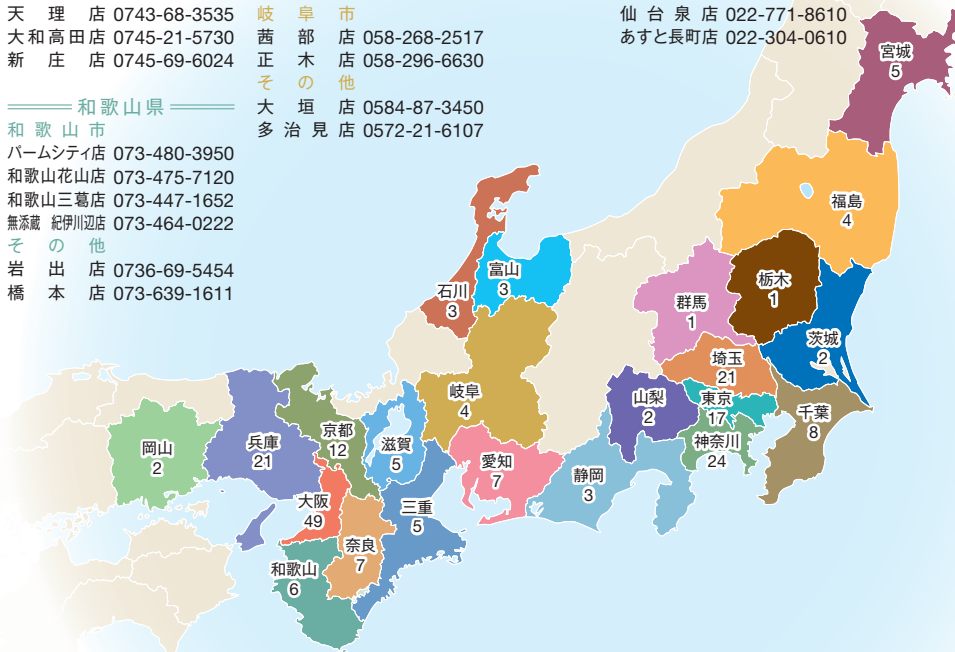 天理店 0743-68-3535
大和高田店 0745-21-5730
新庄店 0745-69-6024
和歌山県
和歌山市
パームシティ店 073-480-3950
和歌山花山店 073-475-7120
和歌山三葛店 073-447-1652
無添蔵 紀伊川辺店 073-464-0222
その他
岩出店 0736-69-5454
橋本店 073-639-1611
岐阜市
茜部店 058-268-2517
正木店 058-296-6630
その他
大垣店 0584-87-3450
多治見店 0572-21-6107
仙台泉店 022-771-8610
あすと長町店 022-304-0610
宮城
5
福島
4
富山
3
石川
3
栃木
1
群馬
1
茨城
2
埼玉
21
岐阜
4
山梨
2
東京
17
千葉
8
岡山
2
兵庫
21
京都
12
滋賀
5
神奈川
24
愛知
7
静岡
3
大阪
49
三重
5
奈良
7
和歌山
6